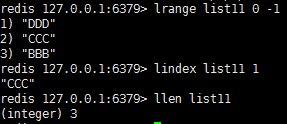 redis 127.0.0.1:6379> lrange list11 0 -1
1) "DDD"
2) "CCC"
3) "BBB"
redis 127.0.0.1:6379> lindex list11 1
"CCC"
redis 127.0.0.1:6379> llen list11
(integer) 3